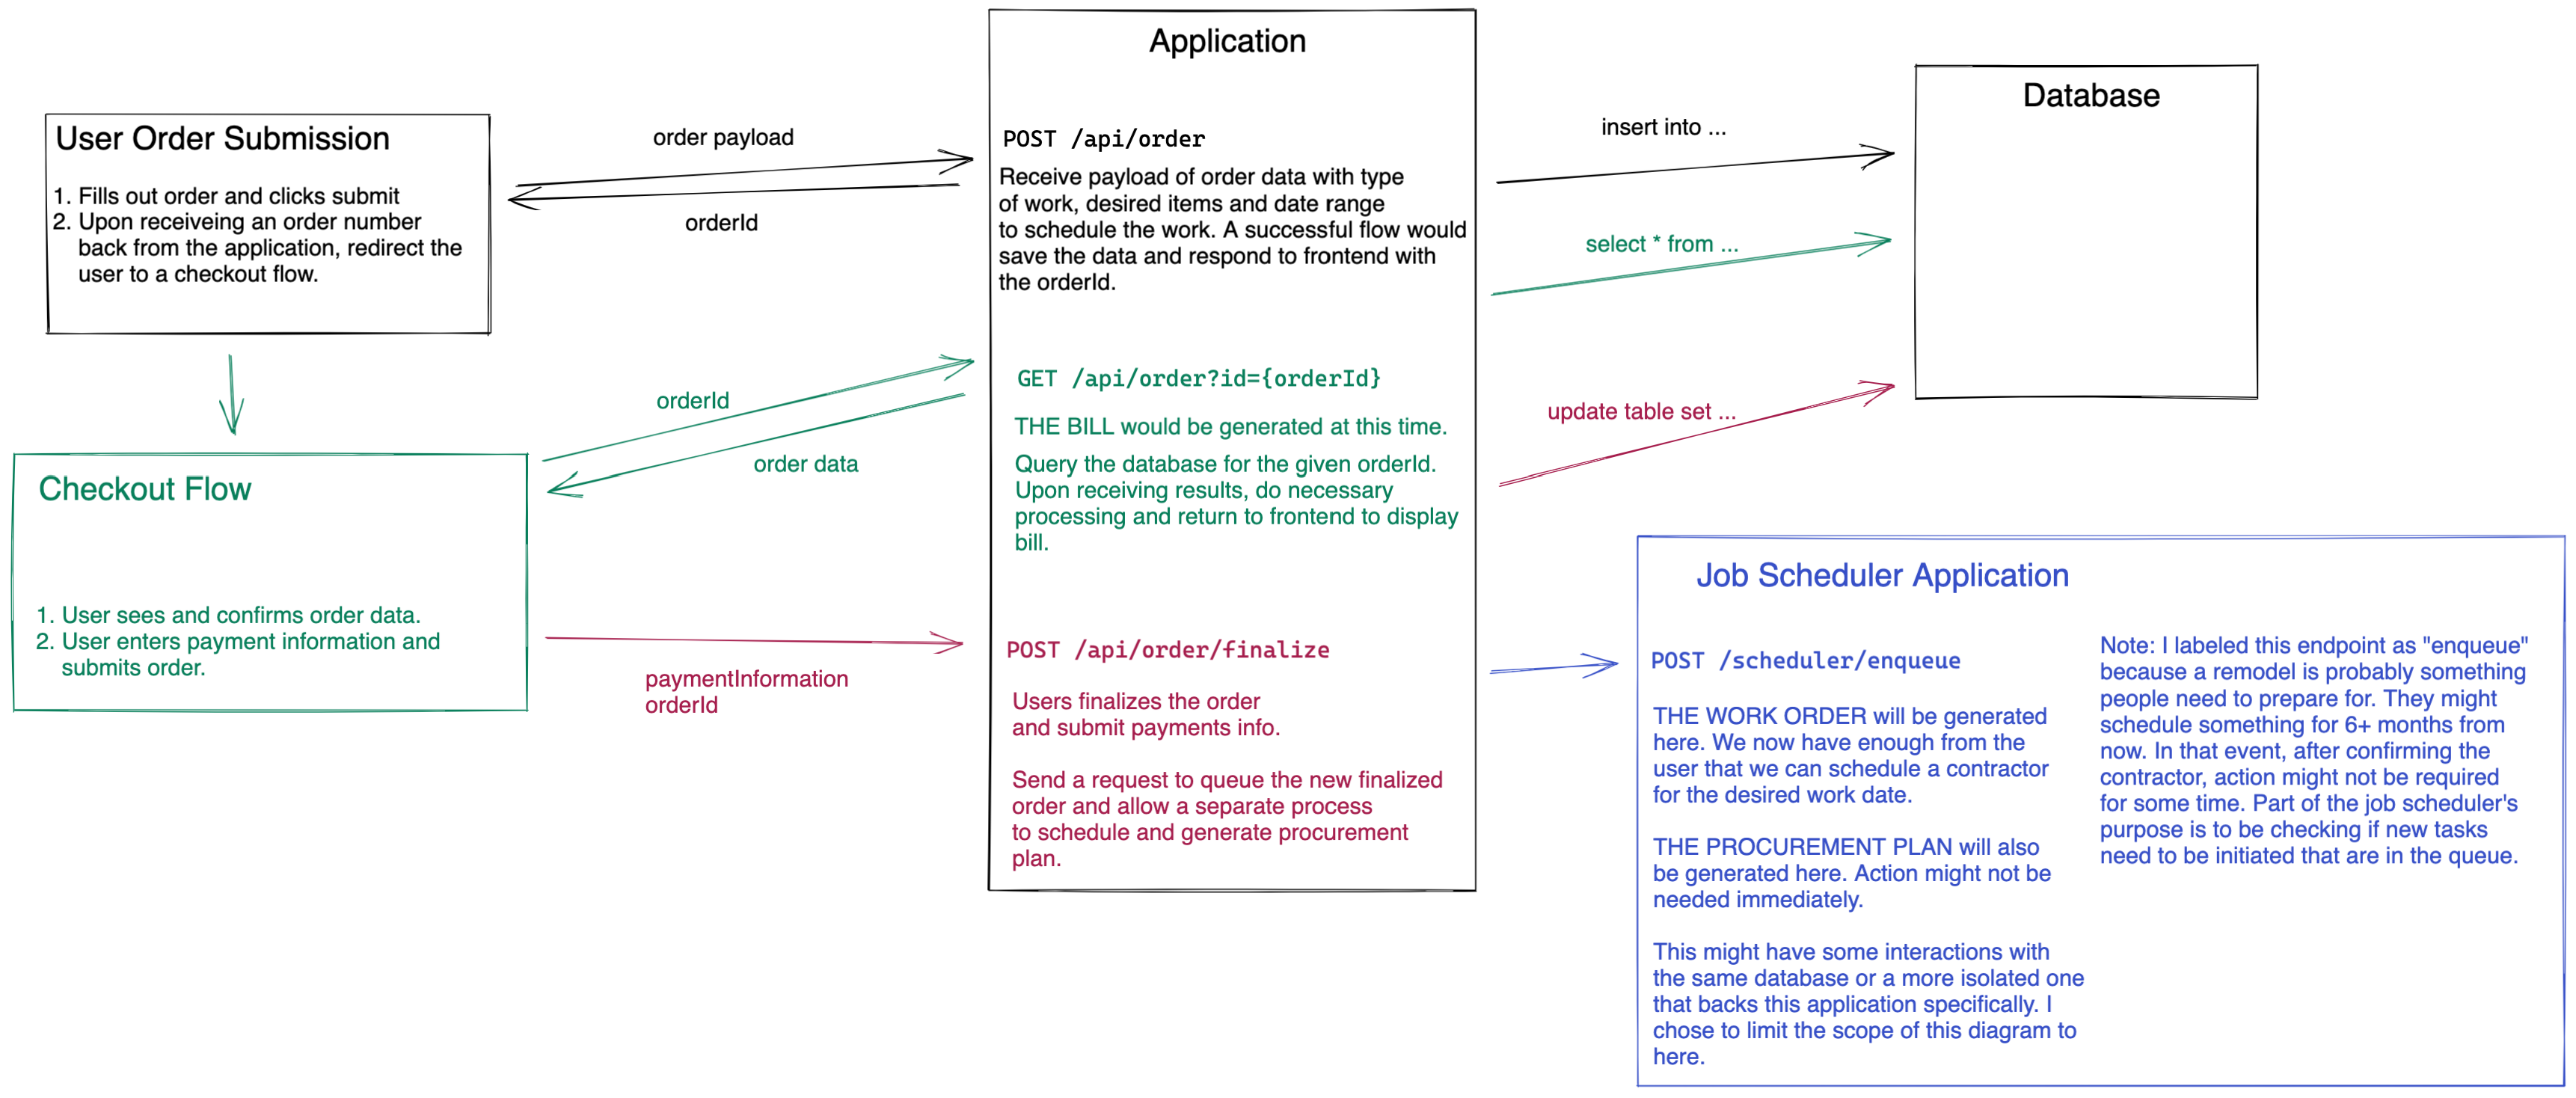 User Order Submission
1. Fills out order and clicks submit
2. Upon receiveing an order number
back from the application, redirect the
user to a checkout flow.
order payload
orderId
Application
POST /api/order
Receive payload of order data with type
of work, desired items and date range
to schedule the work. A successful flow would
save the data and respond to frontend with
the orderId.
insert into ...
select * from ...
update table set ...
Database
Checkout Flow
1. User sees and confirms order data.
2. User enters payment information and
submits order.
orderId
order data
GET /api/order?id={orderId}
THE BILL would be generated at this time.
Query the database for the given orderId.
Upon receiving results, do necessary
processing and return to frontend to display
bill.
paymentInformation
orderId
POST /api/order/finalize
Users finalizes the order
and submit payments info.
Send a request to queue the new finalized
order and allow a separate process
to schedule and generate procurement
plan.
Job Scheduler Application
POST /scheduler/enqueue
THE WORK ORDER will be generated
here. We now have enough from the
user that we can schedule a contractor
for the desired work date.
THE PROCUREMENT PLAN will also
be generated here. Action might not be
needed immediately.
This might have some interactions with
the same database or a more isolated one
that backs this application specifically. I
chose to limit the scope of this diagram to
here.
Note: I labeled this endpoint as "enqueue"
because a remodel is probably something
people need to prepare for. They might
schedule something for 6+ months from
now. In that event, after confirming the
contractor, action might not be required
for some time. Part of the job scheduler's
purpose is to be checking if new tasks
need to be initiated that are in the queue.